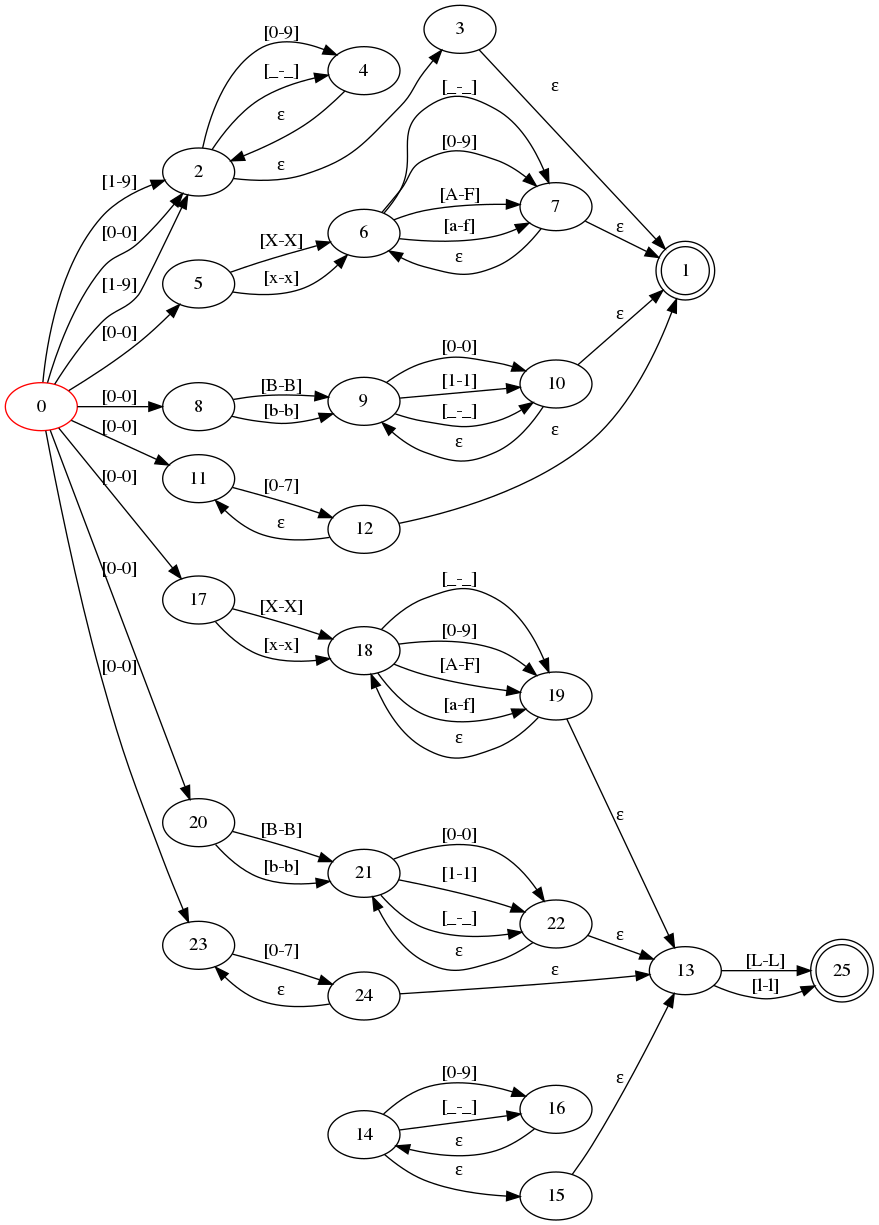 3
[0-9]
[_-_]
4
ε
ε
ε
[_-_]
[0-9]
[1-9]
2
[0-0]
[A-F]
7
[a-f]
6
[X-X]
ε
ε
[1-9]
5
[x-x]
1
[0-0]
ε
[0-0]
[B-B]
[0-0]
0
8
9
[1-1]
10
[b-b]
[_-_]
[0-0]
ε
ε
[0-0]
11
[0-7]
ε
12
[0-0]
17
[X-X]
[_-_]
[x-x]
18
[0-9]
[0-0]
[A-F]
19
[a-f]
ε
ε
20
[B-B]
[0-0]
[b-b]
21
[1-1]
[_-_]
22
ε
ε
23
[0-7]
ε
24
ε
13
[L-L]
[l-l]
25
[0-9]
14
[_-_]
16
ε
ε
ε
15